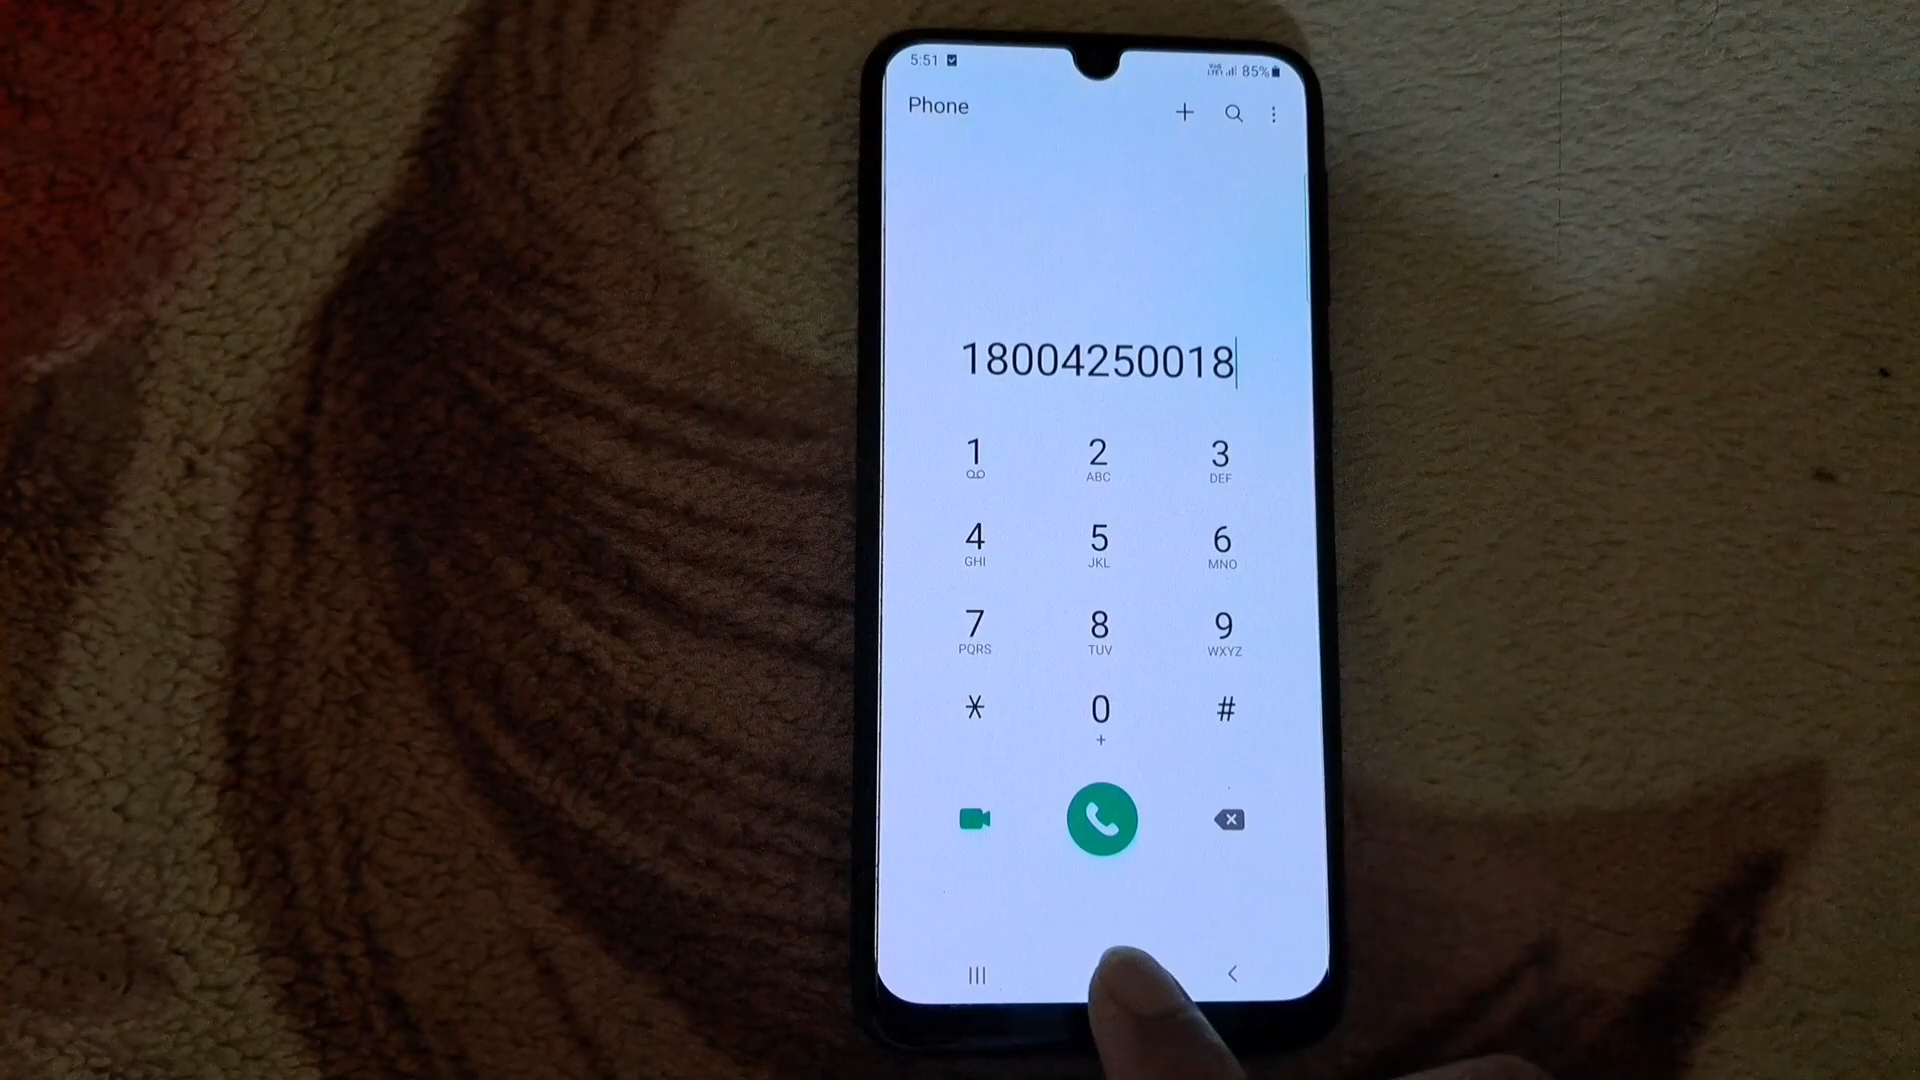 5:51 85%
Phone
18004250018
1 2 3
ABC DEF
4 5 6
GHI JKL MNO
7 8 9
PQRS TUV WXYZ
* 0 #
+